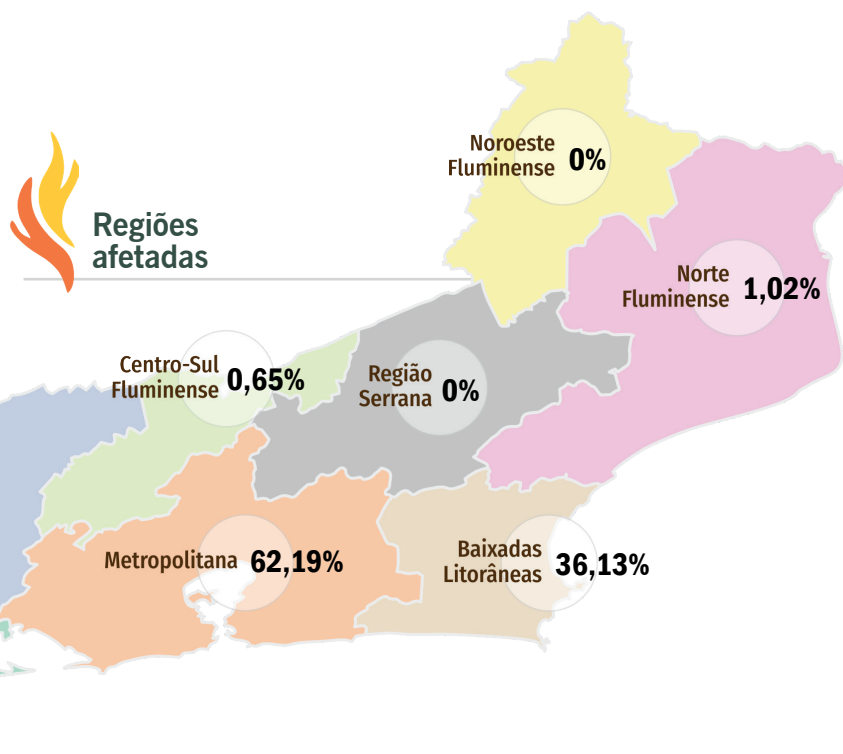 Noroeste
Fluminense 0%
Regiões
afetadas
Norte
Fluminense 1,02%
Centro-Sul
Fluminense 0,65%
Região
Serrana 0%
Metropolitana 62,19%
Baixadas
Litorâneas 36,13%